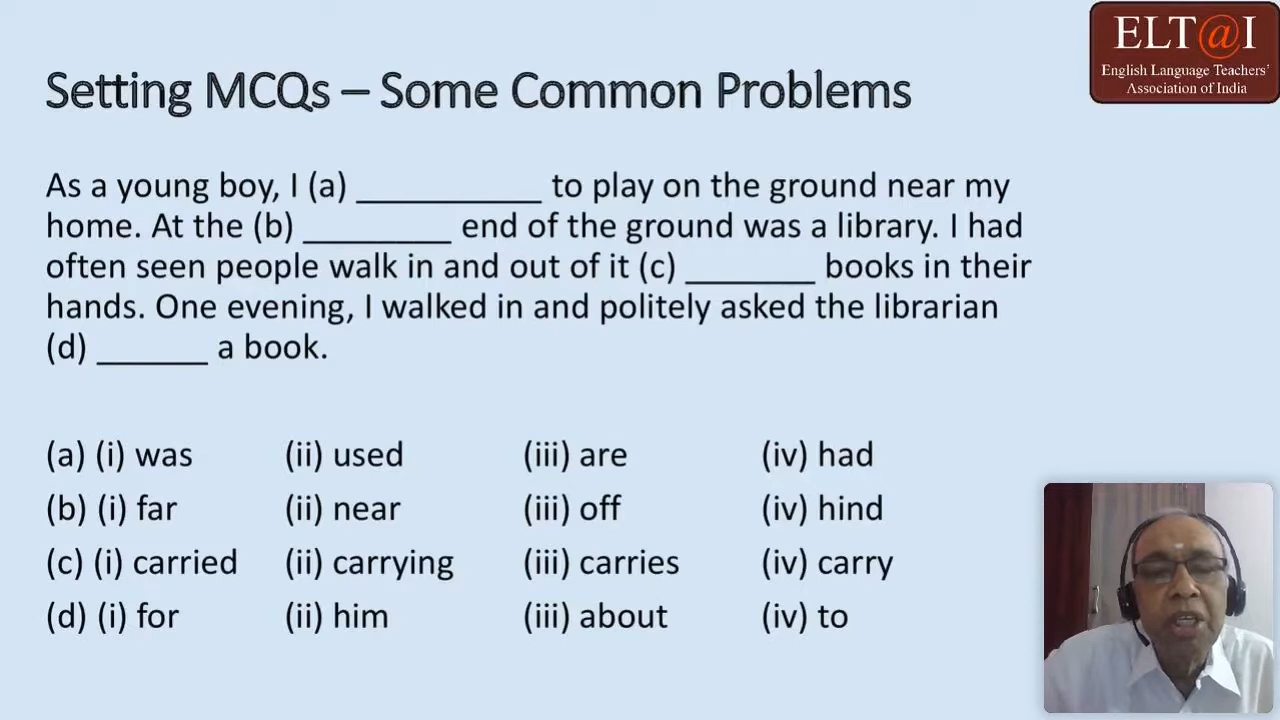 ELT@I
English Language Teachers'
Association of India
Setting MCQs – Some Common Problems
As a young boy, I (a) ___________ to play on the ground near my
home. At the (b) _________ end of the ground was a library. I had
often seen people walk in and out of it (c) ________ books in their
hands. One evening, I walked in and politely asked the librarian
(d) _______ a book.
(a) (i) was (ii) used (iii) are (iv) had
(b) (i) far (ii) near (iii) off (iv) hind
(c) (i) carried (ii) carrying (iii) carries (iv) carry
(d) (i) for (ii) him (iii) about (iv) to